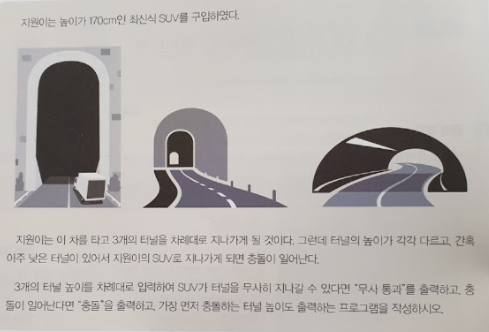 지원이는 높이가 170cm인 최신식 SUV를 구입하였다.
지원이는 이 차를 타고 3개의 터널을 차례대로 지나가게 될 것이다. 그런데 터널의 높이가 각각 다르고, 간혹
아주 낮은 터널이 있어서 지원이의 SUV로 지나가게 되면 충돌이 일어난다.
3개의 터널 높이를 차례대로 입력하여 SUV가 터널을 무사히 지나갈 수 있다면 "무사 통과"를 출력하고, 충
돌이 일어난다면 "충돌"을 출력하고, 가장 먼저 충돌하는 터널 높이도 출력하는 프로그램을 작성하시오.